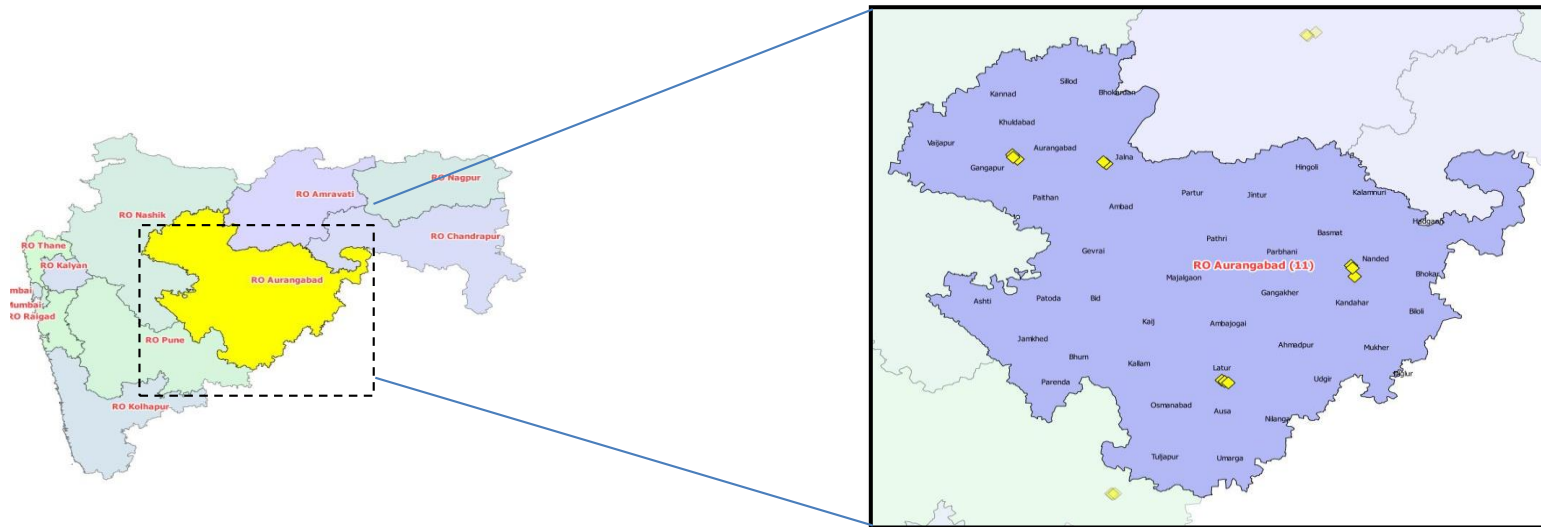 RO Amravati
RO Nagpur
RO Nashik
RO Chandrapur
RO Thane
RO Kalyan
RO Aurangabad
mbai
Mumbai
RO Raigad
RO Pune
RO Kolhapur
Sillod
Kannad
Bhokardan
Khuldabad
Vaijapur
Aurangabad
Jalna
Gangapur
Hingoli
Partur
Jintur
Kalamnuri
Paithan
Ambad
Hadgaon
Basmat
Pathri
Gevrai
Parbhani
Nanded
RO Aurangabad (11)
Bhokar
Majalgaon
Gangakher
Ashti
Patoda
Bid
Kandahar
Biloli
Kaij
Ambajogai
Jamkhed
Ahmadpur
Mukher
Bhum
Kallam
Latur
Parenda
Udgir
Osmanabad
Ausa
Nilanga
Tuljapur
Umarga